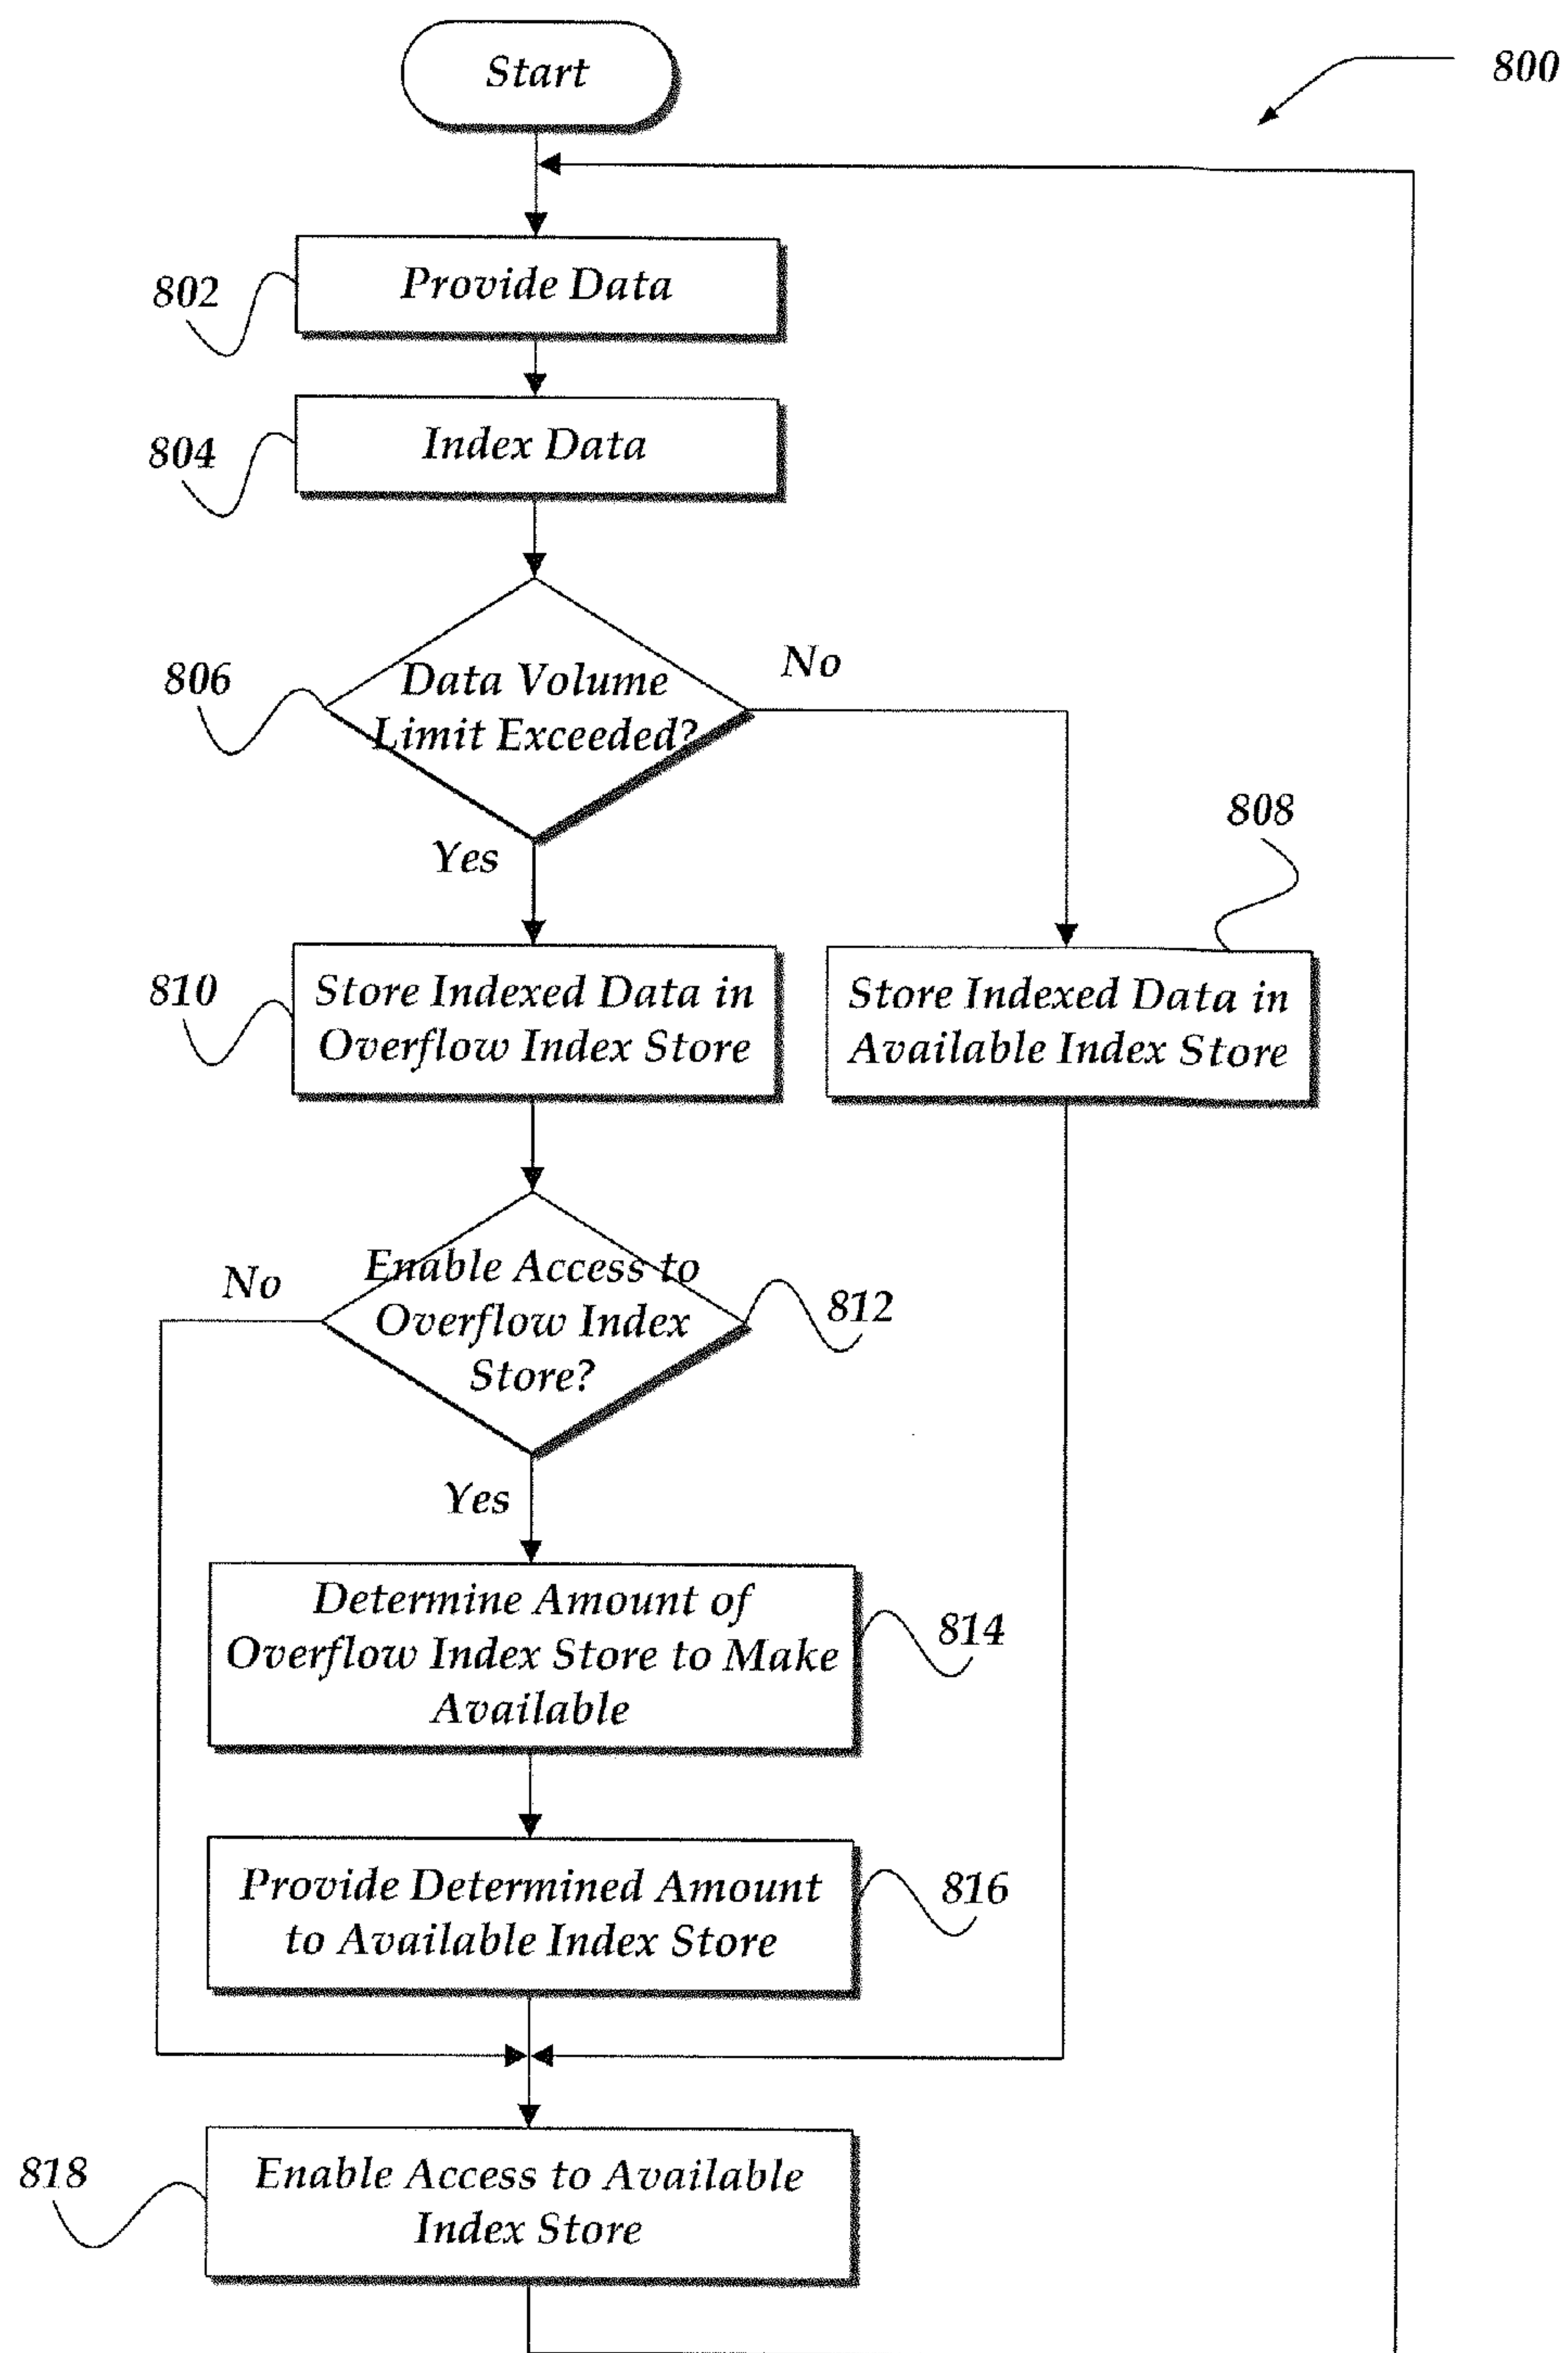 Start
800
802
Provide Data
804
Index Data
806
Data Volume
Limit Exceeded?
No
Yes
808
810
Store Indexed Data in
Overflow Index Store
Store Indexed Data in
Available Index Store
No
Enable Access to
Overflow Index
Store?
812
Yes
Determine Amount of
Overflow Index Store to Make
Available
814
Provide Determined Amount
to Available Index Store
816
818
Enable Access to Available
Index Store